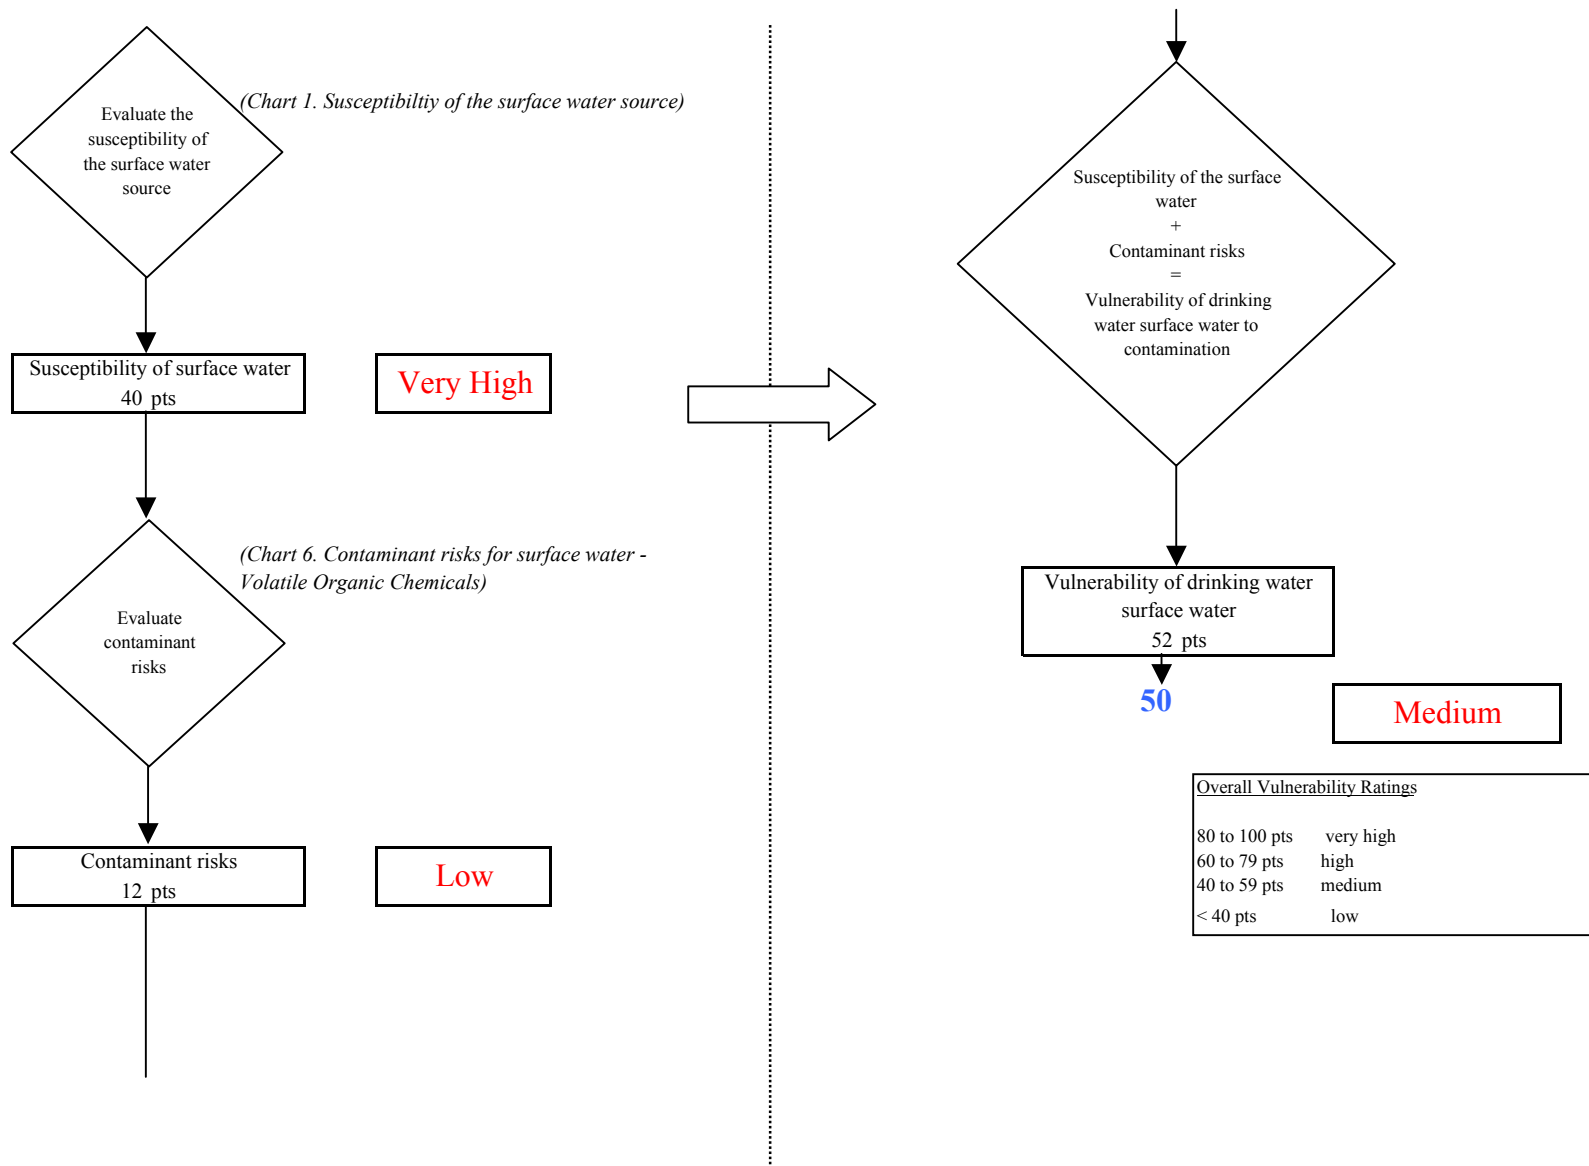 Evaluate the
susceptibility of
the surface water
source
(Chart 1. Susceptibiltiy of the surface water source)
Susceptibility of surface water
40 pts
Very High
(Chart 6. Contaminant risks for surface water -
Volatile Organic Chemicals)
Evaluate
contaminant
risks
Contaminant risks
12 pts
Low
Susceptibility of the surface
water
+
Contaminant risks
=
Vulnerability of drinking
water surface water to
contamination
Vulnerability of drinking water
surface water
52 pts
50
Medium
Overall Vulnerability Ratings
80 to 100 pts very high
60 to 79 pts high
40 to 59 pts medium
< 40 pts low